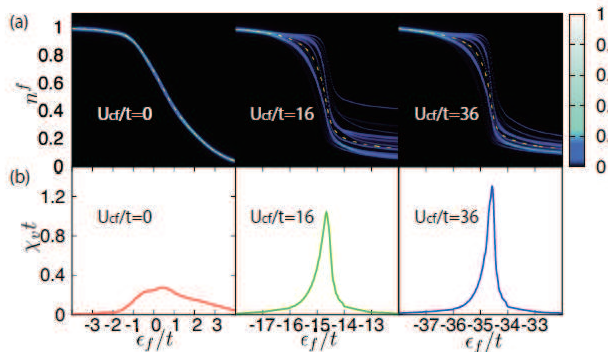 (a)
n^f
1
0.8
0.6
0.4
0.2
0
Ucf/t=0
Ucf/t=16
Ucf/t=36
1
0
(b)
χ_v t
1.2
0.8
0.4
0
Ucf/t=0
Ucf/t=16
Ucf/t=36
-3 -2 -1 0 1 2 3
-17 -16 -15 -14 -13
-37 -36 -35 -34 -33
ϵ_f/t
ϵ_f/t
ϵ_f/t